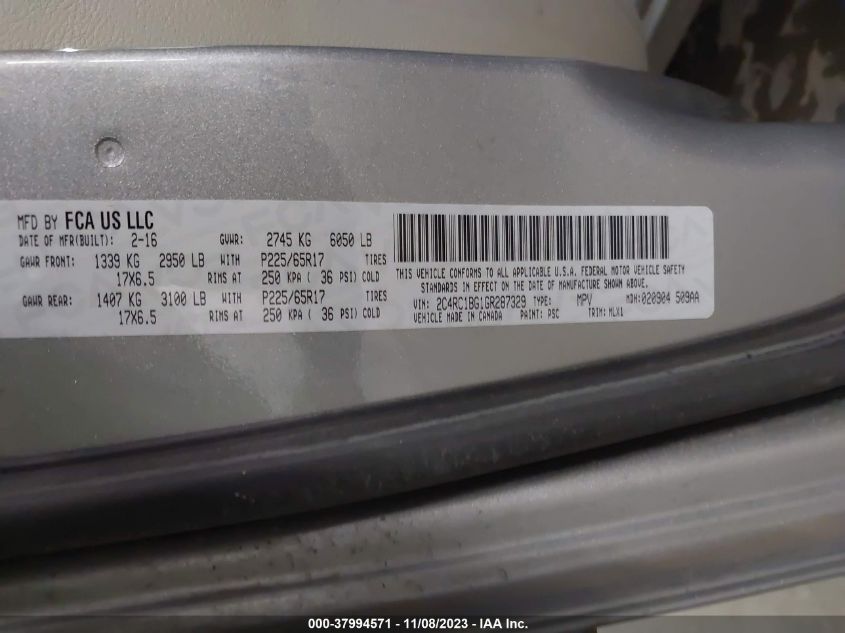 MFD BY FCA US LLC
DATE OF MFR(BUILT): 2-16 GVWR: 2745 KG 6050 LB
GAWR FRONT: 1339 KG 2950 LB WITH P225/65R17 TIRES
17X6.5 RIMS AT 250 KPA ( 36 PSI) COLD
GAWR REAR: 1407 KG 3100 LB WITH P225/65R17 TIRES
17X6.5 RIMS AT 250 KPA ( 36 PSI) COLD
THIS VEHICLE CONFORMS TO ALL APPLICABLE U.S.A. FEDERAL MOTOR VEHICLE SAFETY
STANDARDS IN EFFECT ON THE DATE OF MANUFACTURE SHOWN ABOVE.
VIN: 2C4RC1BG1GR287329 TYPE: MPV MDH:020904 509AA
VEHICLE MADE IN CANADA PAINT: PSC TRIM: MLX1
000-37994571 - 11/08/2023 - IAA Inc.